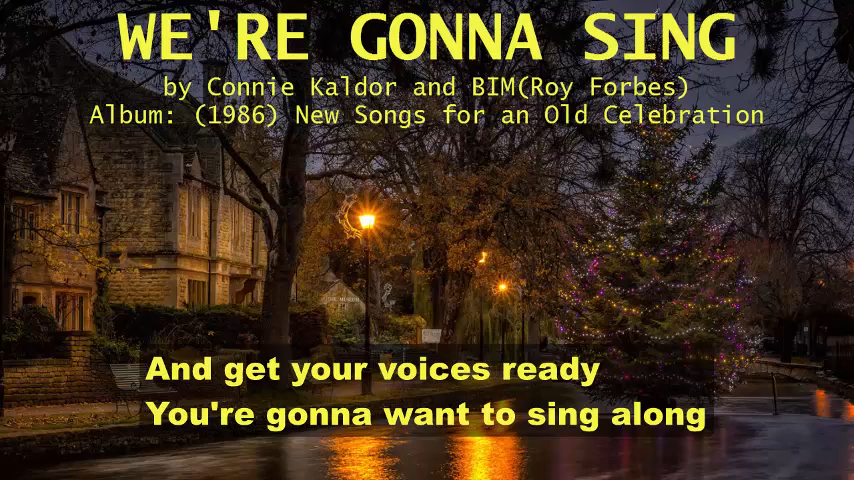 WE'RE GONNA SING
by Connie Kaldor and BIM(Roy Forbes)
Album: (1986) New Songs for an Old Celebration
And get your voices ready
You're gonna want to sing along